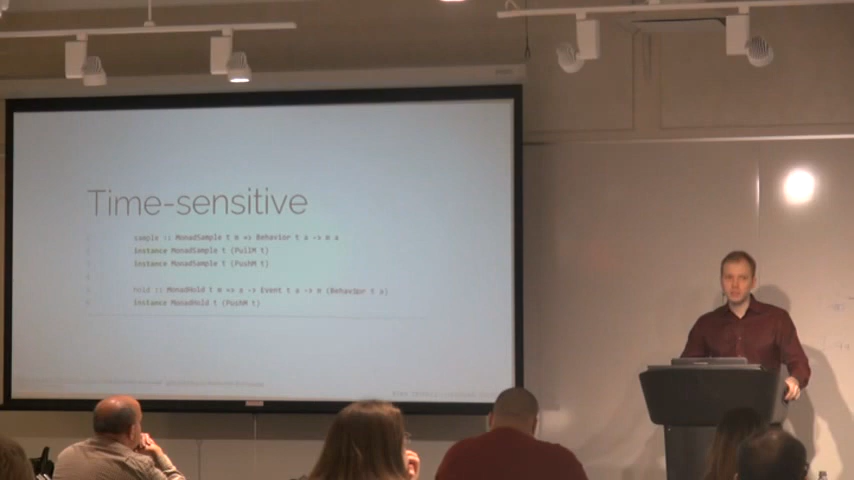 Time-sensitive
sample :: MonadSample t m => Behavior t a -> m a
instance MonadSample t (PullM t)
instance MonadSample t (PushM t)
hold :: MonadHold t m => a -> Event t a -> m (Behavior t a)
instance MonadHold t (PushM t)